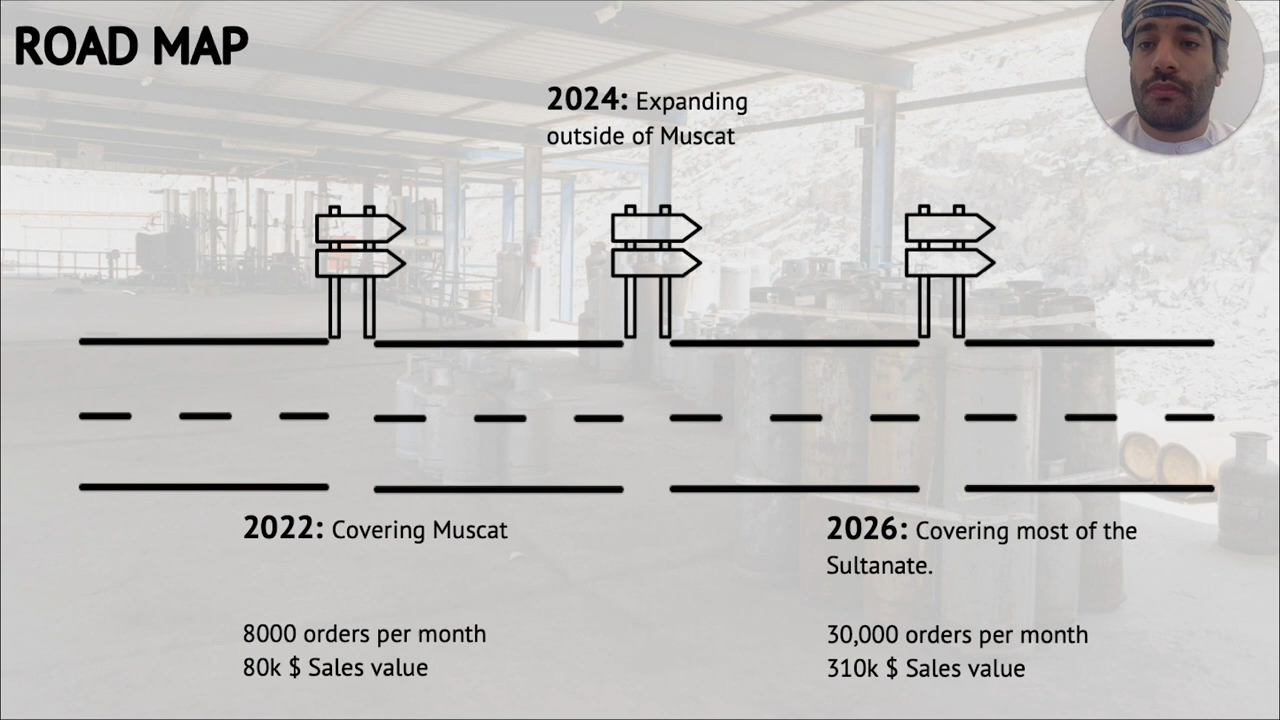 ROAD MAP
2024: Expanding
outside of Muscat
2022: Covering Muscat
8000 orders per month
80k $ Sales value
2026: Covering most of the
Sultanate.
30,000 orders per month
310k $ Sales value